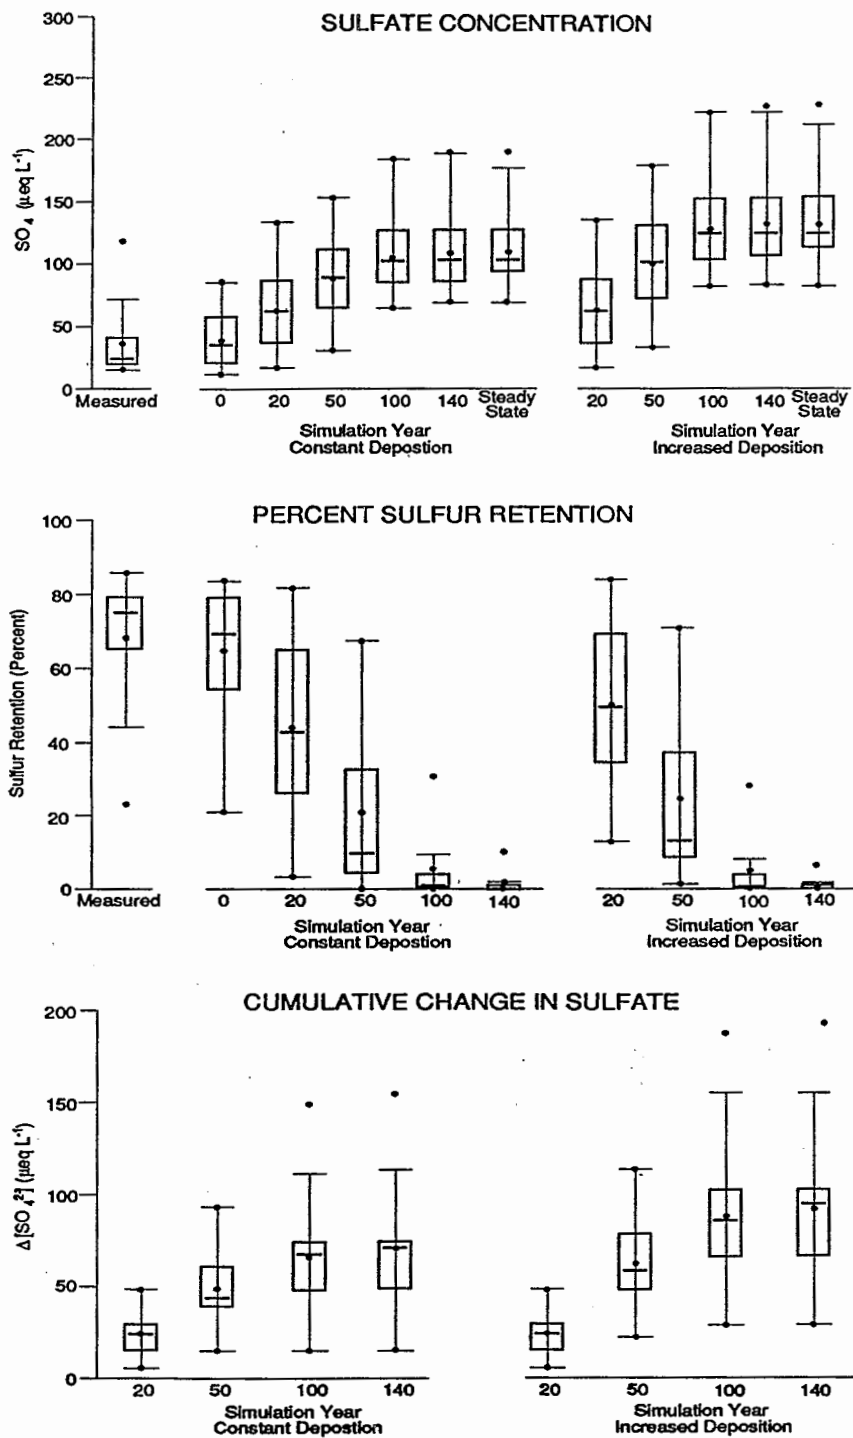 SULFATE CONCENTRATION
SO4 (µeq L-1)
300
250
200
150
100
50
0
Measured
0 20 50 100 140 Steady State
Simulation Year
Constant Depostion
20 50 100 140 Steady State
Simulation Year
Increased Deposition
PERCENT SULFUR RETENTION
Sulfur Retention (Percent)
100
80
60
40
20
0
Measured
0 20 50 100 140
Simulation Year
Constant Depostion
20 50 100 140
Simulation Year
Increased Deposition
CUMULATIVE CHANGE IN SULFATE
Δ[SO4 2-] (µeq L-1)
200
150
100
50
0
20 50 100 140
Simulation Year
Constant Depostion
20 50 100 140
Simulation Year
Increased Deposition